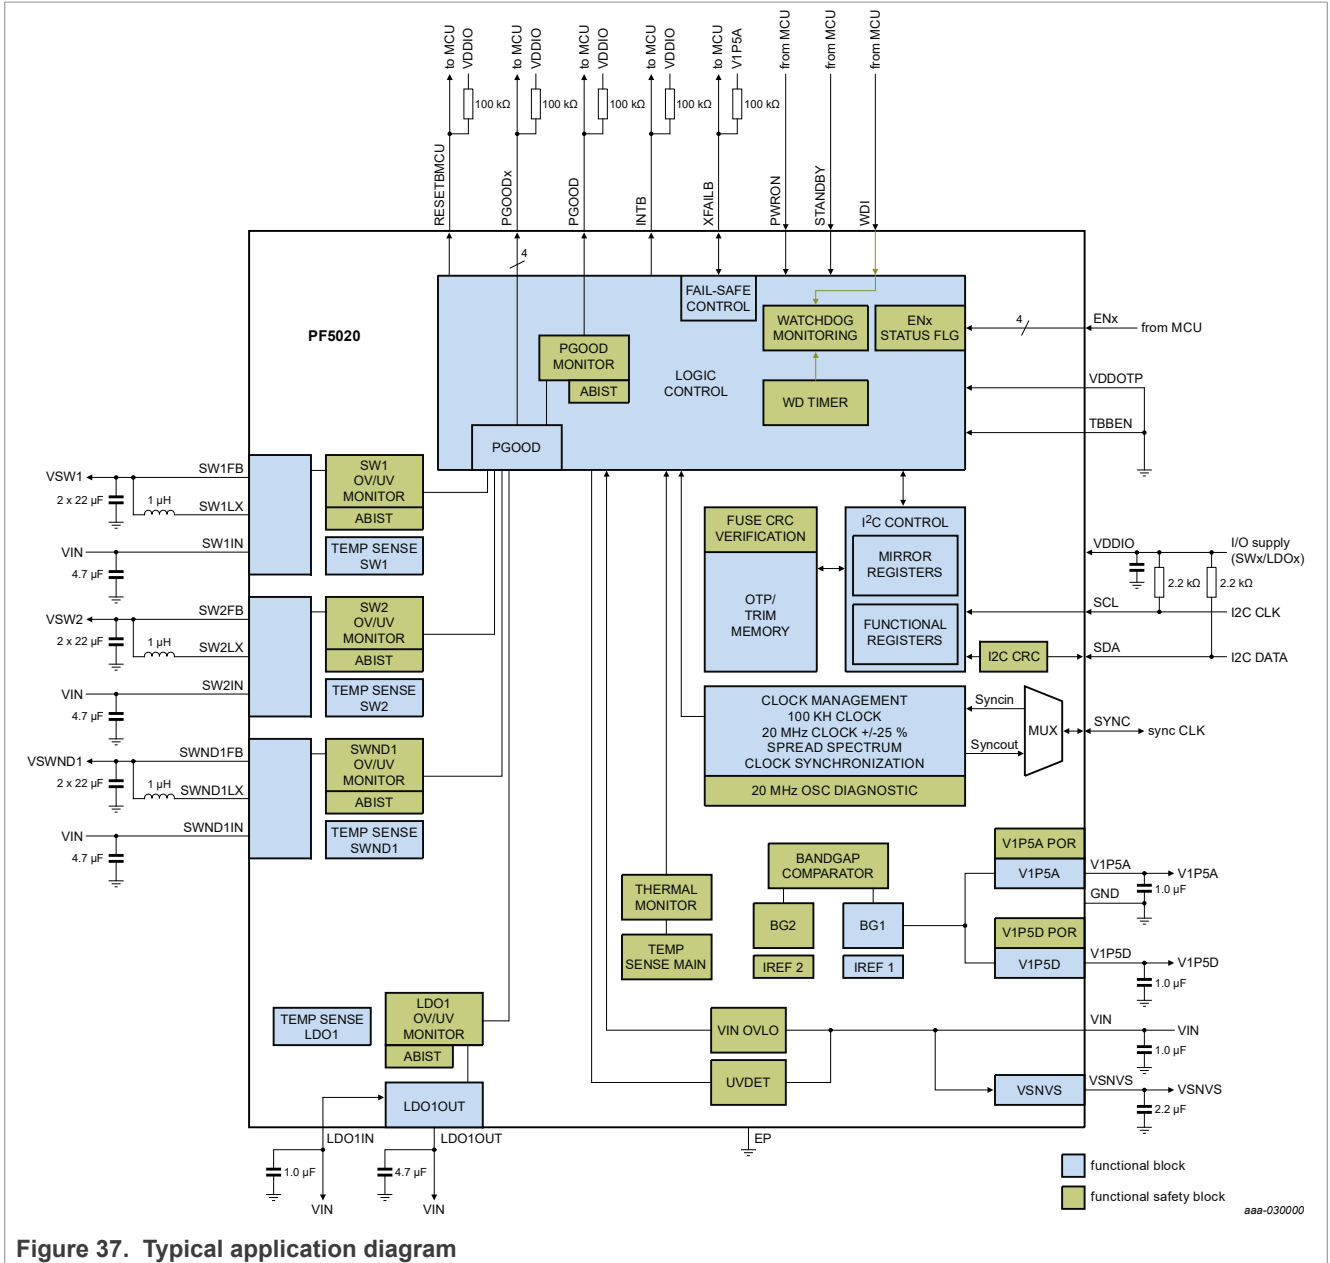 to MCU
VDDIO
to MCU
VDDIO
to MCU
VDDIO
to MCU
VDDIO
to MCU
V1P5A
from MCU
from MCU
from MCU
100 kΩ
100 kΩ
100 kΩ
100 kΩ
100 kΩ
RESETBMCU
PGOODx
PGOOD
INTB
XFAILB
PWRON
STANDBY
WDI
4
PF5020
FAIL-SAFE
CONTROL
WATCHDOG
MONITORING
ENx
STATUS FLG
4
ENx
from MCU
PGOOD
MONITOR
ABIST
LOGIC
CONTROL
WD TIMER
VDDOTP
TBBEN
PGOOD
VSW1
SW1FB
2 x 22 µF
1 µH
SW1LX
VIN
SW1IN
4.7 µF
SW1
OV/UV
MONITOR
ABIST
TEMP SENSE
SW1
VSW2
SW2FB
2 x 22 µF
1 µH
SW2LX
VIN
SW2IN
4.7 µF
SW2
OV/UV
MONITOR
ABIST
TEMP SENSE
SW2
VSWND1
SWND1FB
2 x 22 µF
1 µH
SWND1LX
VIN
SWND1IN
4.7 µF
SWND1
OV/UV
MONITOR
ABIST
TEMP SENSE
SWND1
FUSE CRC
VERIFICATION
OTP/
TRIM
MEMORY
I2C CONTROL
MIRROR
REGISTERS
FUNCTIONAL
REGISTERS
I2C CRC
VDDIO
I/O supply
(SWx/LDOx)
2.2 kΩ
2.2 kΩ
SCL
I2C CLK
SDA
I2C DATA
CLOCK MANAGEMENT
100 KH CLOCK
20 MHz CLOCK +/-25 %
SPREAD SPECTRUM
CLOCK SYNCHRONIZATION
20 MHz OSC DIAGNOSTIC
Syncin
Syncout
MUX
SYNC
sync CLK
THERMAL
MONITOR
TEMP
SENSE MAIN
BANDGAP
COMPARATOR
BG2
BG1
IREF 2
IREF 1
V1P5A POR
V1P5A
V1P5A
V1P5A
1.0 µF
GND
V1P5D POR
V1P5D
V1P5D
V1P5D
1.0 µF
TEMP SENSE
LDO1
LDO1
OV/UV
MONITOR
ABIST
LDO1OUT
VIN OVLO
UVDET
VIN
VIN
1.0 µF
VSNVS
VSNVS
VSNVS
2.2 µF
LDO1IN
LDO1OUT
EP
1.0 µF
4.7 µF
VIN
VIN
functional block
functional safety block
aaa-030000
Figure 37. Typical application diagram